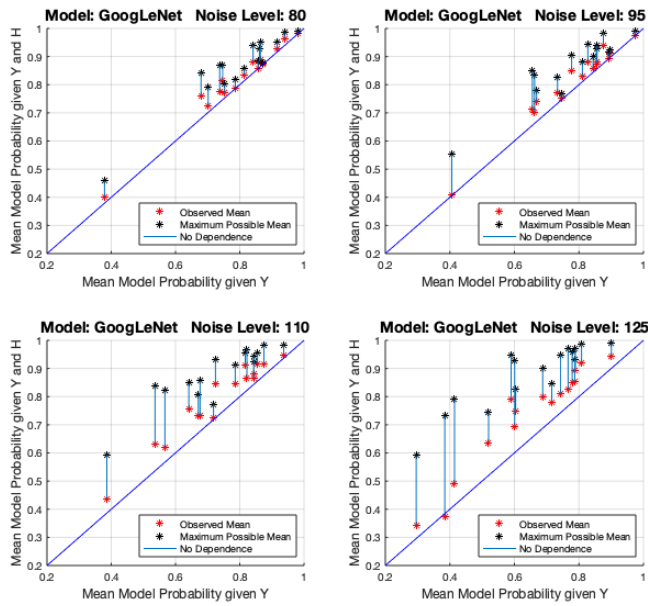 Model: GoogLeNet   Noise Level: 80
Mean Model Probability given Y and H
1
0.9
0.8
0.7
0.6
0.5
0.4
0.3
0.2
Observed Mean
Maximum Possible Mean
No Dependence
0.2 0.4 0.6 0.8 1
Mean Model Probability given Y
Model: GoogLeNet   Noise Level: 95
Mean Model Probability given Y and H
1
0.9
0.8
0.7
0.6
0.5
0.4
0.3
0.2
Observed Mean
Maximum Possible Mean
No Dependence
0.2 0.4 0.6 0.8 1
Mean Model Probability given Y
Model: GoogLeNet   Noise Level: 110
Mean Model Probability given Y and H
1
0.9
0.8
0.7
0.6
0.5
0.4
0.3
0.2
Observed Mean
Maximum Possible Mean
No Dependence
0.2 0.4 0.6 0.8 1
Mean Model Probability given Y
Model: GoogLeNet   Noise Level: 125
Mean Model Probability given Y and H
1
0.9
0.8
0.7
0.6
0.5
0.4
0.3
0.2
Observed Mean
Maximum Possible Mean
No Dependence
0.2 0.4 0.6 0.8 1
Mean Model Probability given Y